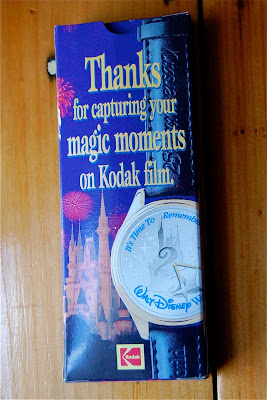 Thanks
for capturing your
magic moments
on Kodak film.
It's Time To Remember
WALT DISNEY W
Kodak